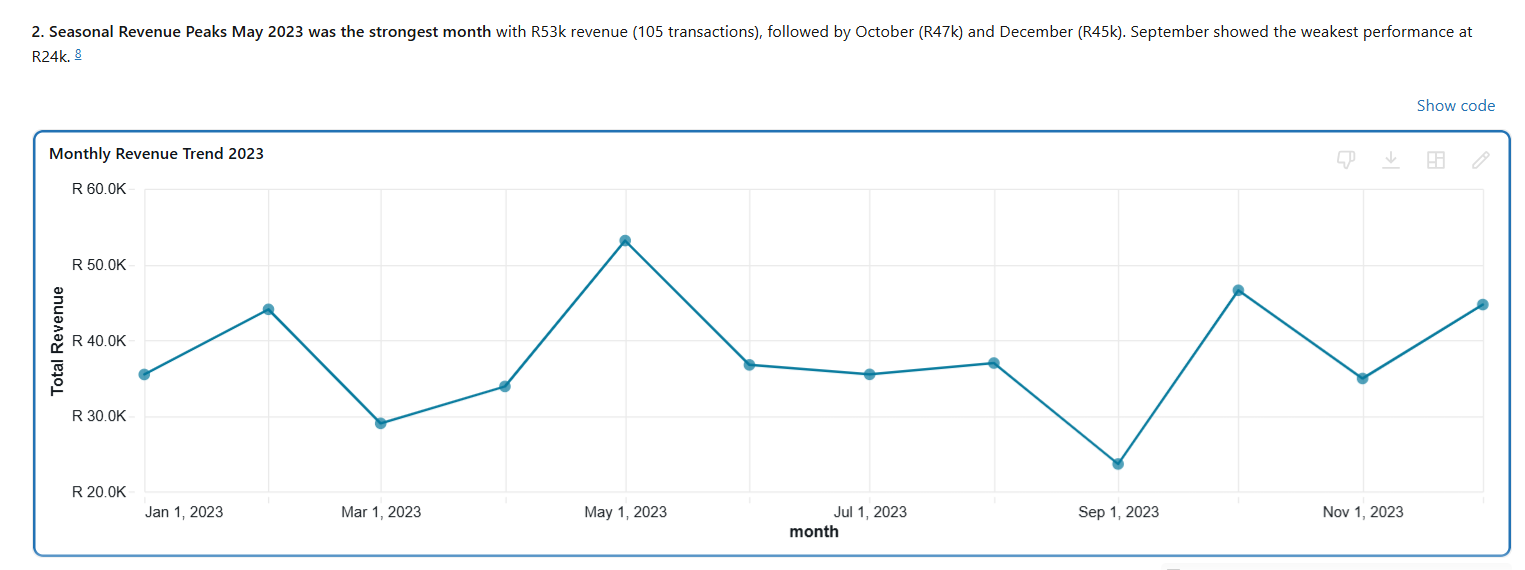 2. Seasonal Revenue Peaks May 2023 was the strongest month with R53k revenue (105 transactions), followed by October (R47k) and December (R45k). September showed the weakest performance at
R24k. 8
Show code
Monthly Revenue Trend 2023
R 60.0K
R 50.0K
R 40.0K
R 30.0K
R 20.0K
Total Revenue
Jan 1, 2023 Mar 1, 2023 May 1, 2023 Jul 1, 2023 Sep 1, 2023 Nov 1, 2023
month